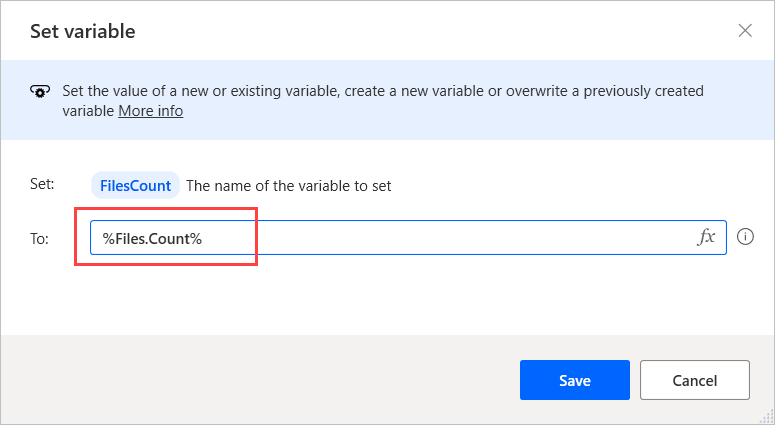 Set variable
Set the value of a new or existing variable, create a new variable or overwrite a previously created
variable More info
Set: FilesCount The name of the variable to set
To: %Files.Count% fx
Save Cancel